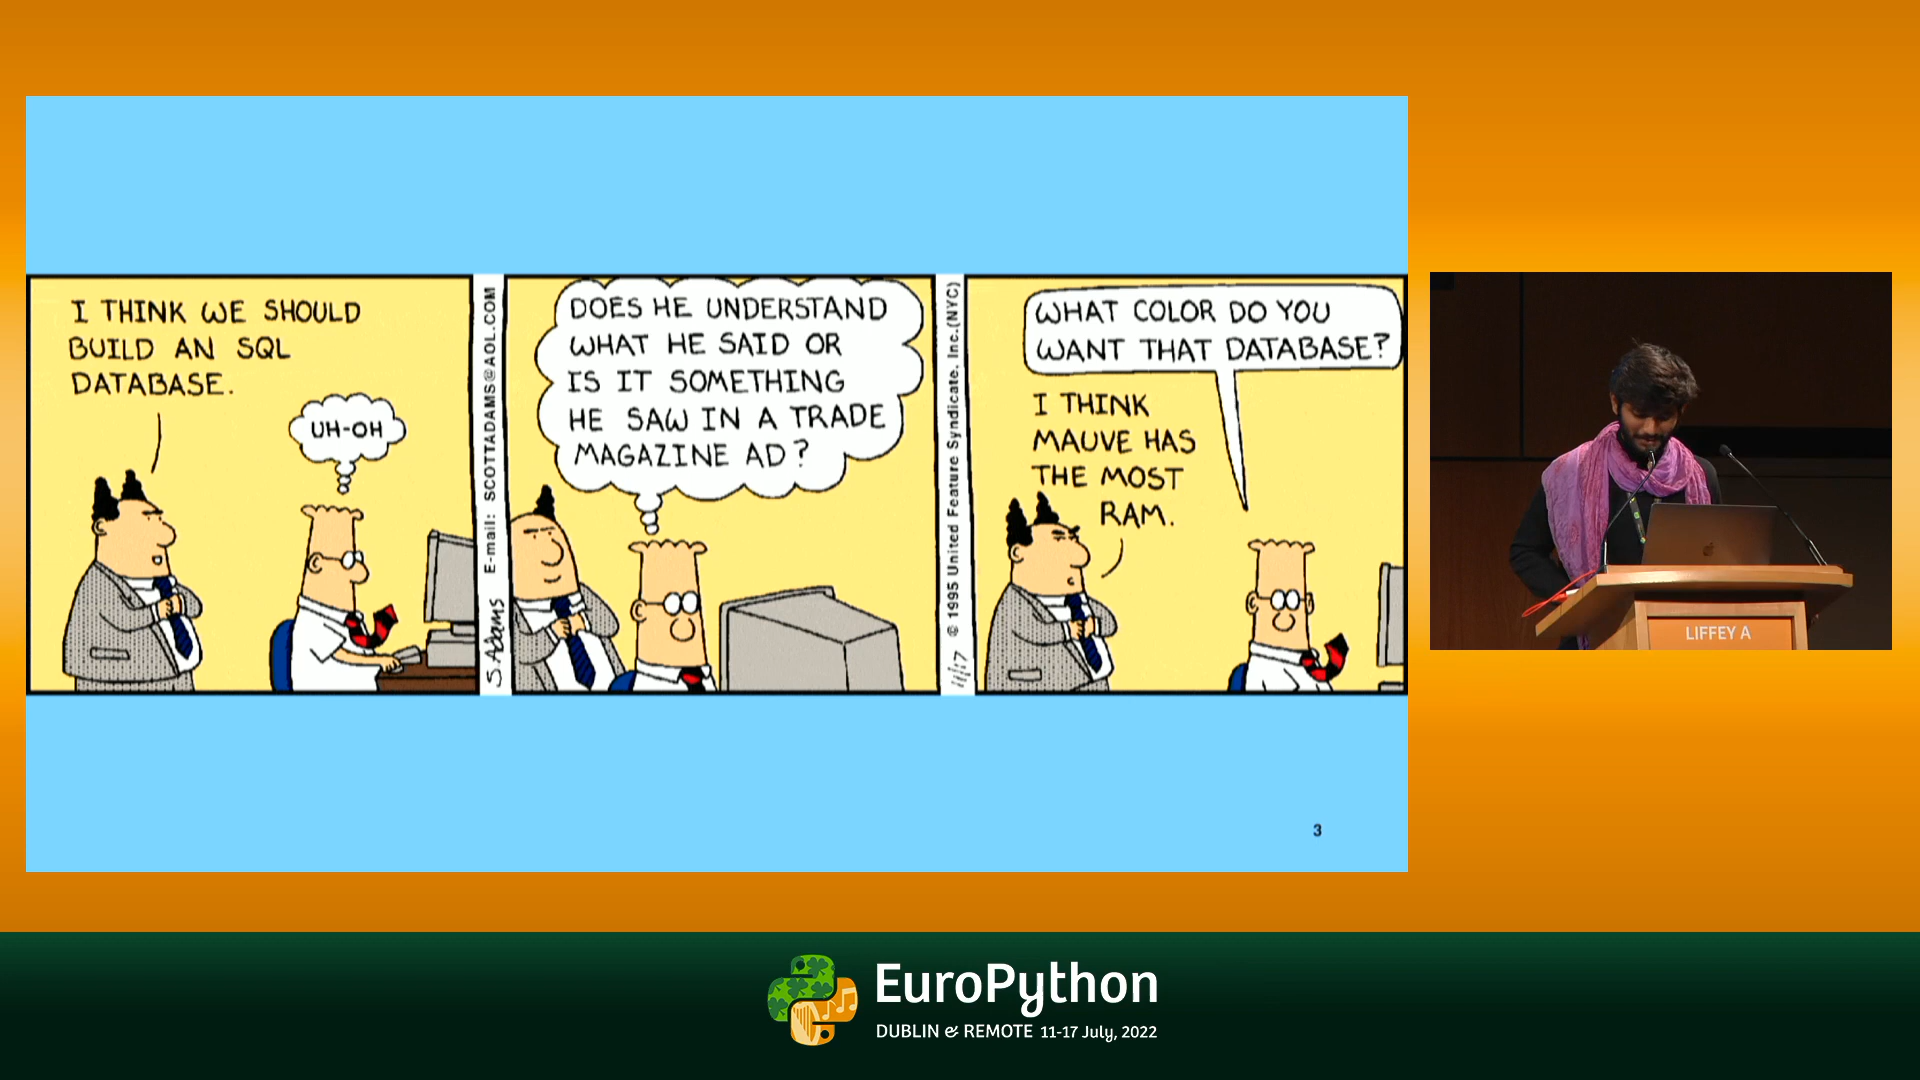 I THINK WE SHOULD
BUILD AN SQL
DATABASE.
UH-OH
S. ADAMS E-mail: SCOTTADAMS@AOL.COM
DOES HE UNDERSTAND
WHAT HE SAID OR
IS IT SOMETHING
HE SAW IN A TRADE
MAGAZINE AD?
11/17 © 1995 United Feature Syndicate, Inc.(NYC)
WHAT COLOR DO YOU
WANT THAT DATABASE?
I THINK
MAUVE HAS
THE MOST
RAM.
3
LIFFEY A
EuroPython
DUBLIN & REMOTE 11-17 July, 2022